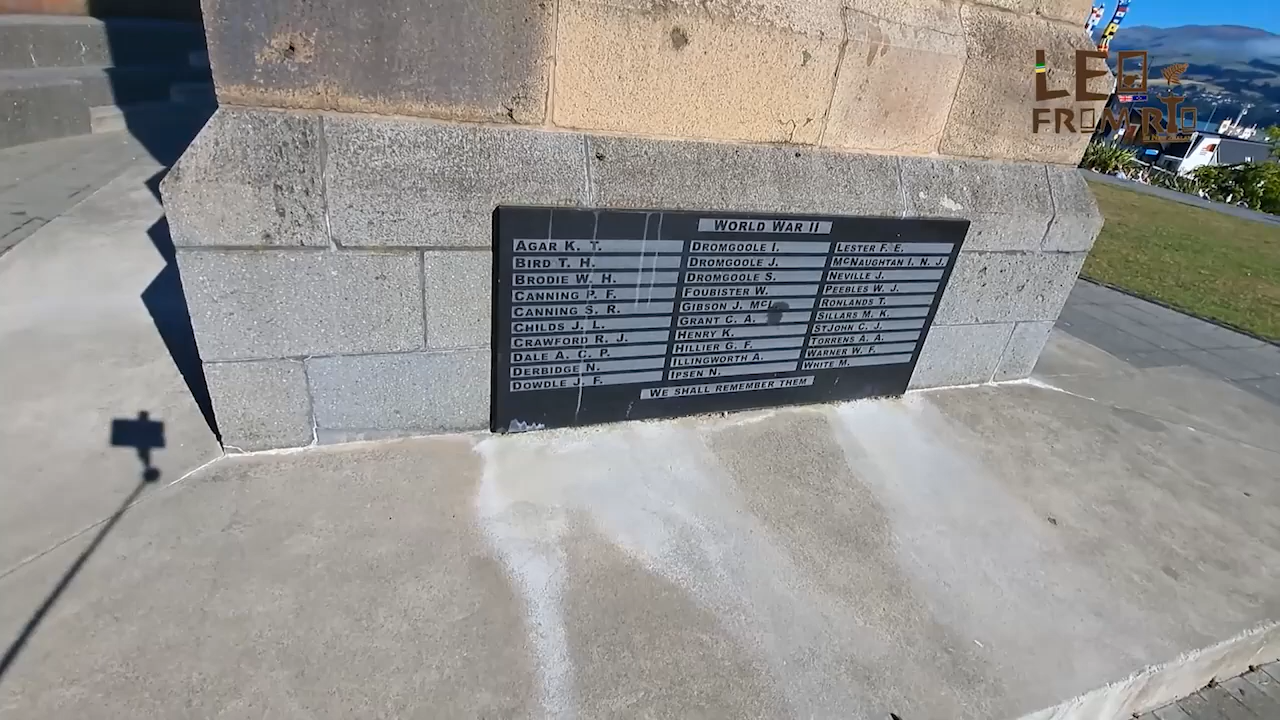 LEO
FROM RIO
WORLD WAR II
AGAR K. T.
BIRD T. H.
BRODIE W. H.
CANNING P. F.
CANNING S. R.
CHILDS J. L.
CRAWFORD R. J.
DALE A. C. P.
DERBIDGE N.
DOWDLE J. F.
DROMGOOLE I.
DROMGOOLE J.
DROMGOOLE S.
FOUBISTER W.
GIBSON J. MCL.
GRANT C. A.
HENRY K.
HILLIER G. F.
ILLINGWORTH A.
IPSEN N.
LESTER F. E.
MCNAUGHTAN I. N. J.
NEVILLE J.
PEEBLES W. J.
ROHLANDS T.
SILLARS M. K.
STJOHN C. J.
TORRENS A. A.
WARNER W. F.
WHITE M.
WE SHALL REMEMBER THEM